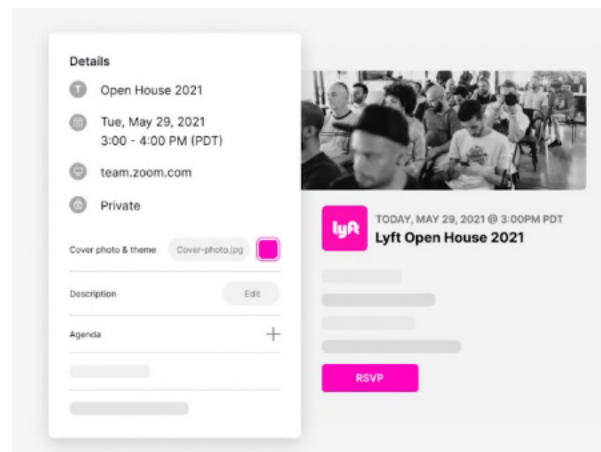 Details
T
Open House 2021
Tue, May 29, 2021
3:00 - 4:00 PM (PDT)
team.zoom.com
Private
Cover photo & theme
Cover-photo.jpg
Description
Edit
Agenda
lyft
TODAY, MAY 29, 2021 @ 3:00PM PDT
Lyft Open House 2021
RSVP